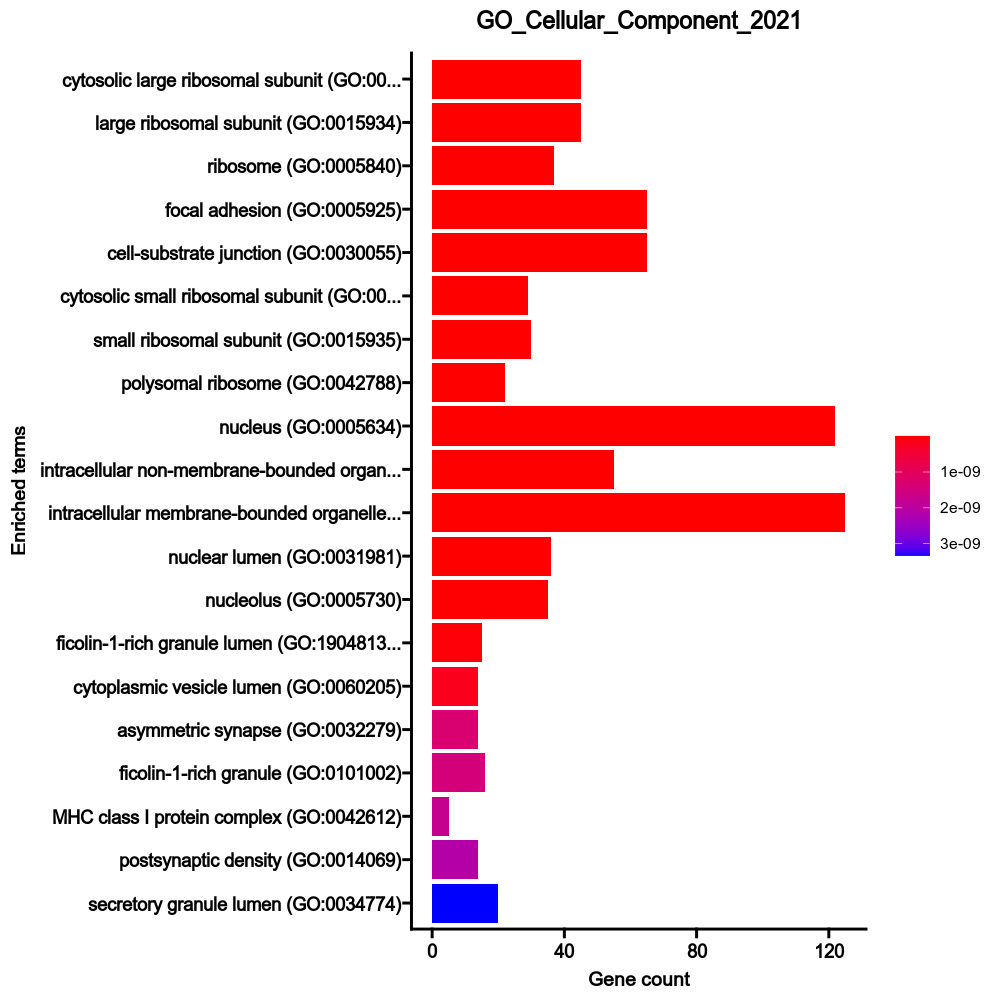 GO_Cellular_Component_2021
cytosolic large ribosomal subunit (GO:00...
large ribosomal subunit (GO:0015934)
ribosome (GO:0005840)
focal adhesion (GO:0005925)
cell-substrate junction (GO:0030055)
cytosolic small ribosomal subunit (GO:00...
small ribosomal subunit (GO:0015935)
polysomal ribosome (GO:0042788)
nucleus (GO:0005634)
intracellular non-membrane-bounded organ...
intracellular membrane-bounded organelle...
nuclear lumen (GO:0031981)
nucleolus (GO:0005730)
ficolin-1-rich granule lumen (GO:1904813...
cytoplasmic vesicle lumen (GO:0060205)
asymmetric synapse (GO:0032279)
ficolin-1-rich granule (GO:0101002)
MHC class I protein complex (GO:0042612)
postsynaptic density (GO:0014069)
secretory granule lumen (GO:0034774)
Enriched terms
0 40 80 120
Gene count
1e-09
2e-09
3e-09